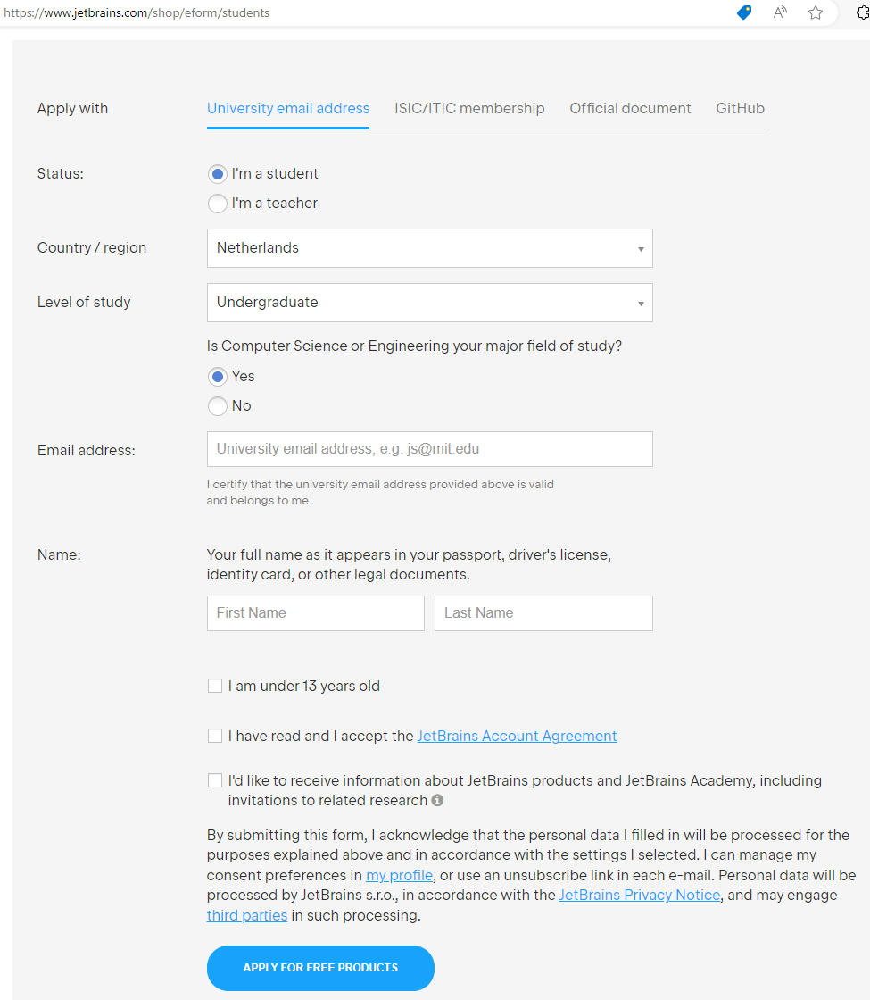 https://www.jetbrains.com/shop/eform/students
Apply with
University email address ISIC/ITIC membership Official document GitHub
Status:
I'm a student
I'm a teacher
Country / region
Netherlands
Level of study
Undergraduate
Is Computer Science or Engineering your major field of study?
Yes
No
Email address:
University email address, e.g. js@mit.edu
I certify that the university email address provided above is valid
and belongs to me.
Name:
Your full name as it appears in your passport, driver's license,
identity card, or other legal documents.
First Name Last Name
I am under 13 years old
I have read and I accept the JetBrains Account Agreement
I'd like to receive information about JetBrains products and JetBrains Academy, including
invitations to related research
By submitting this form, I acknowledge that the personal data I filled in will be processed for the
purposes explained above and in accordance with the settings I selected. I can manage my
consent preferences in my profile, or use an unsubscribe link in each e-mail. Personal data will be
processed by JetBrains s.r.o., in accordance with the JetBrains Privacy Notice, and may engage
third parties in such processing.
APPLY FOR FREE PRODUCTS